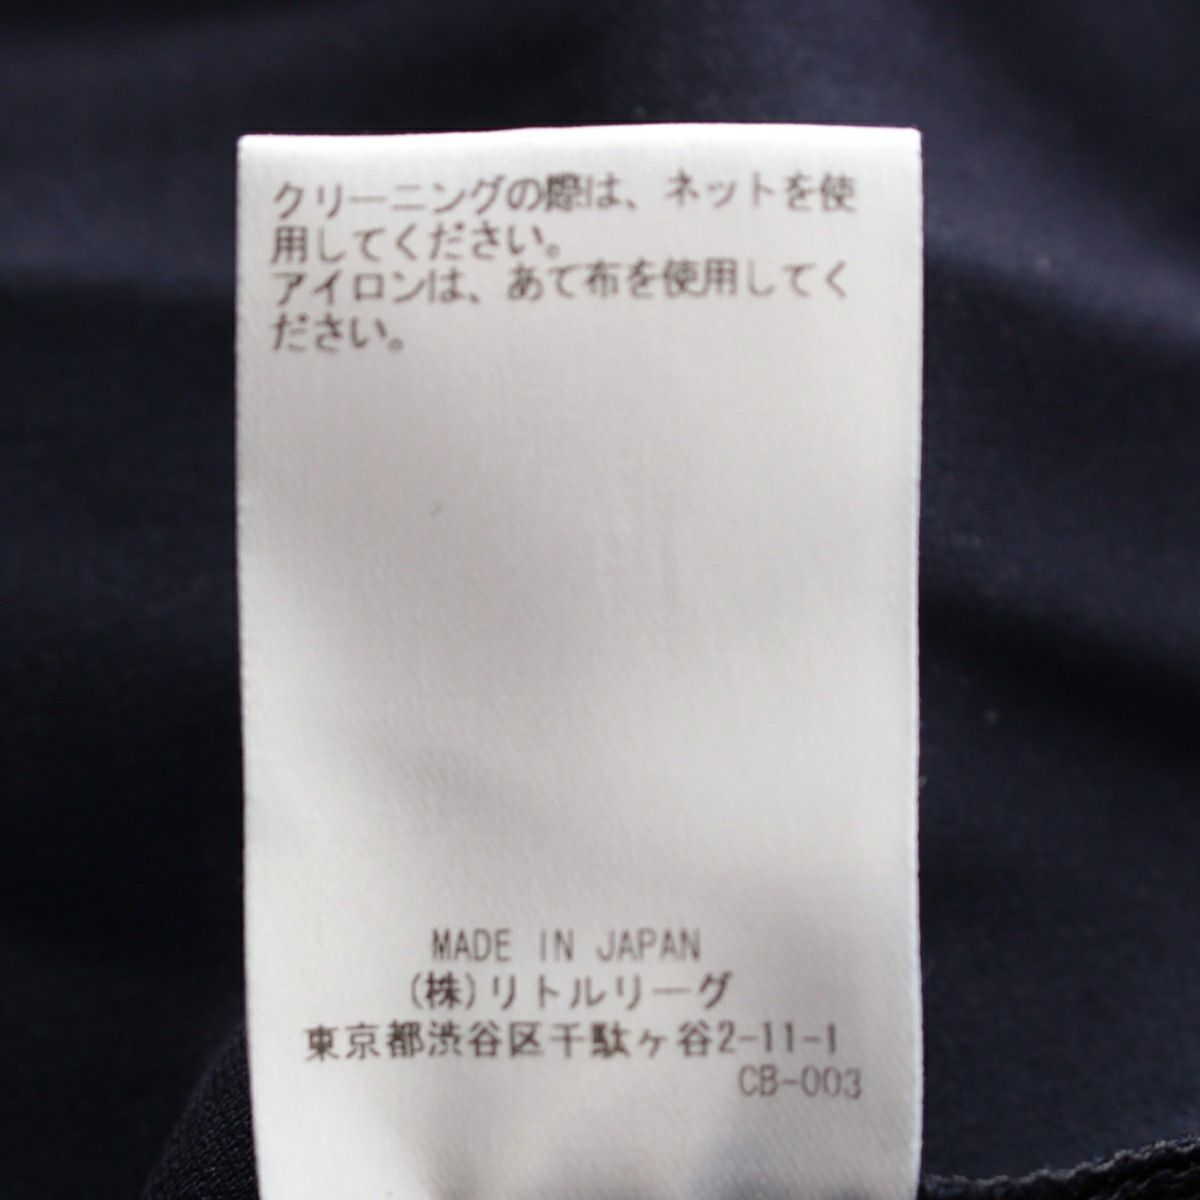 クリーニングの際は、ネットを使
用してください。
アイロンは、あて布を使用してく
ださい。
MADE IN JAPAN
(株)リトルリーグ
東京都渋谷区千駄ヶ谷2-11-1
CB-003